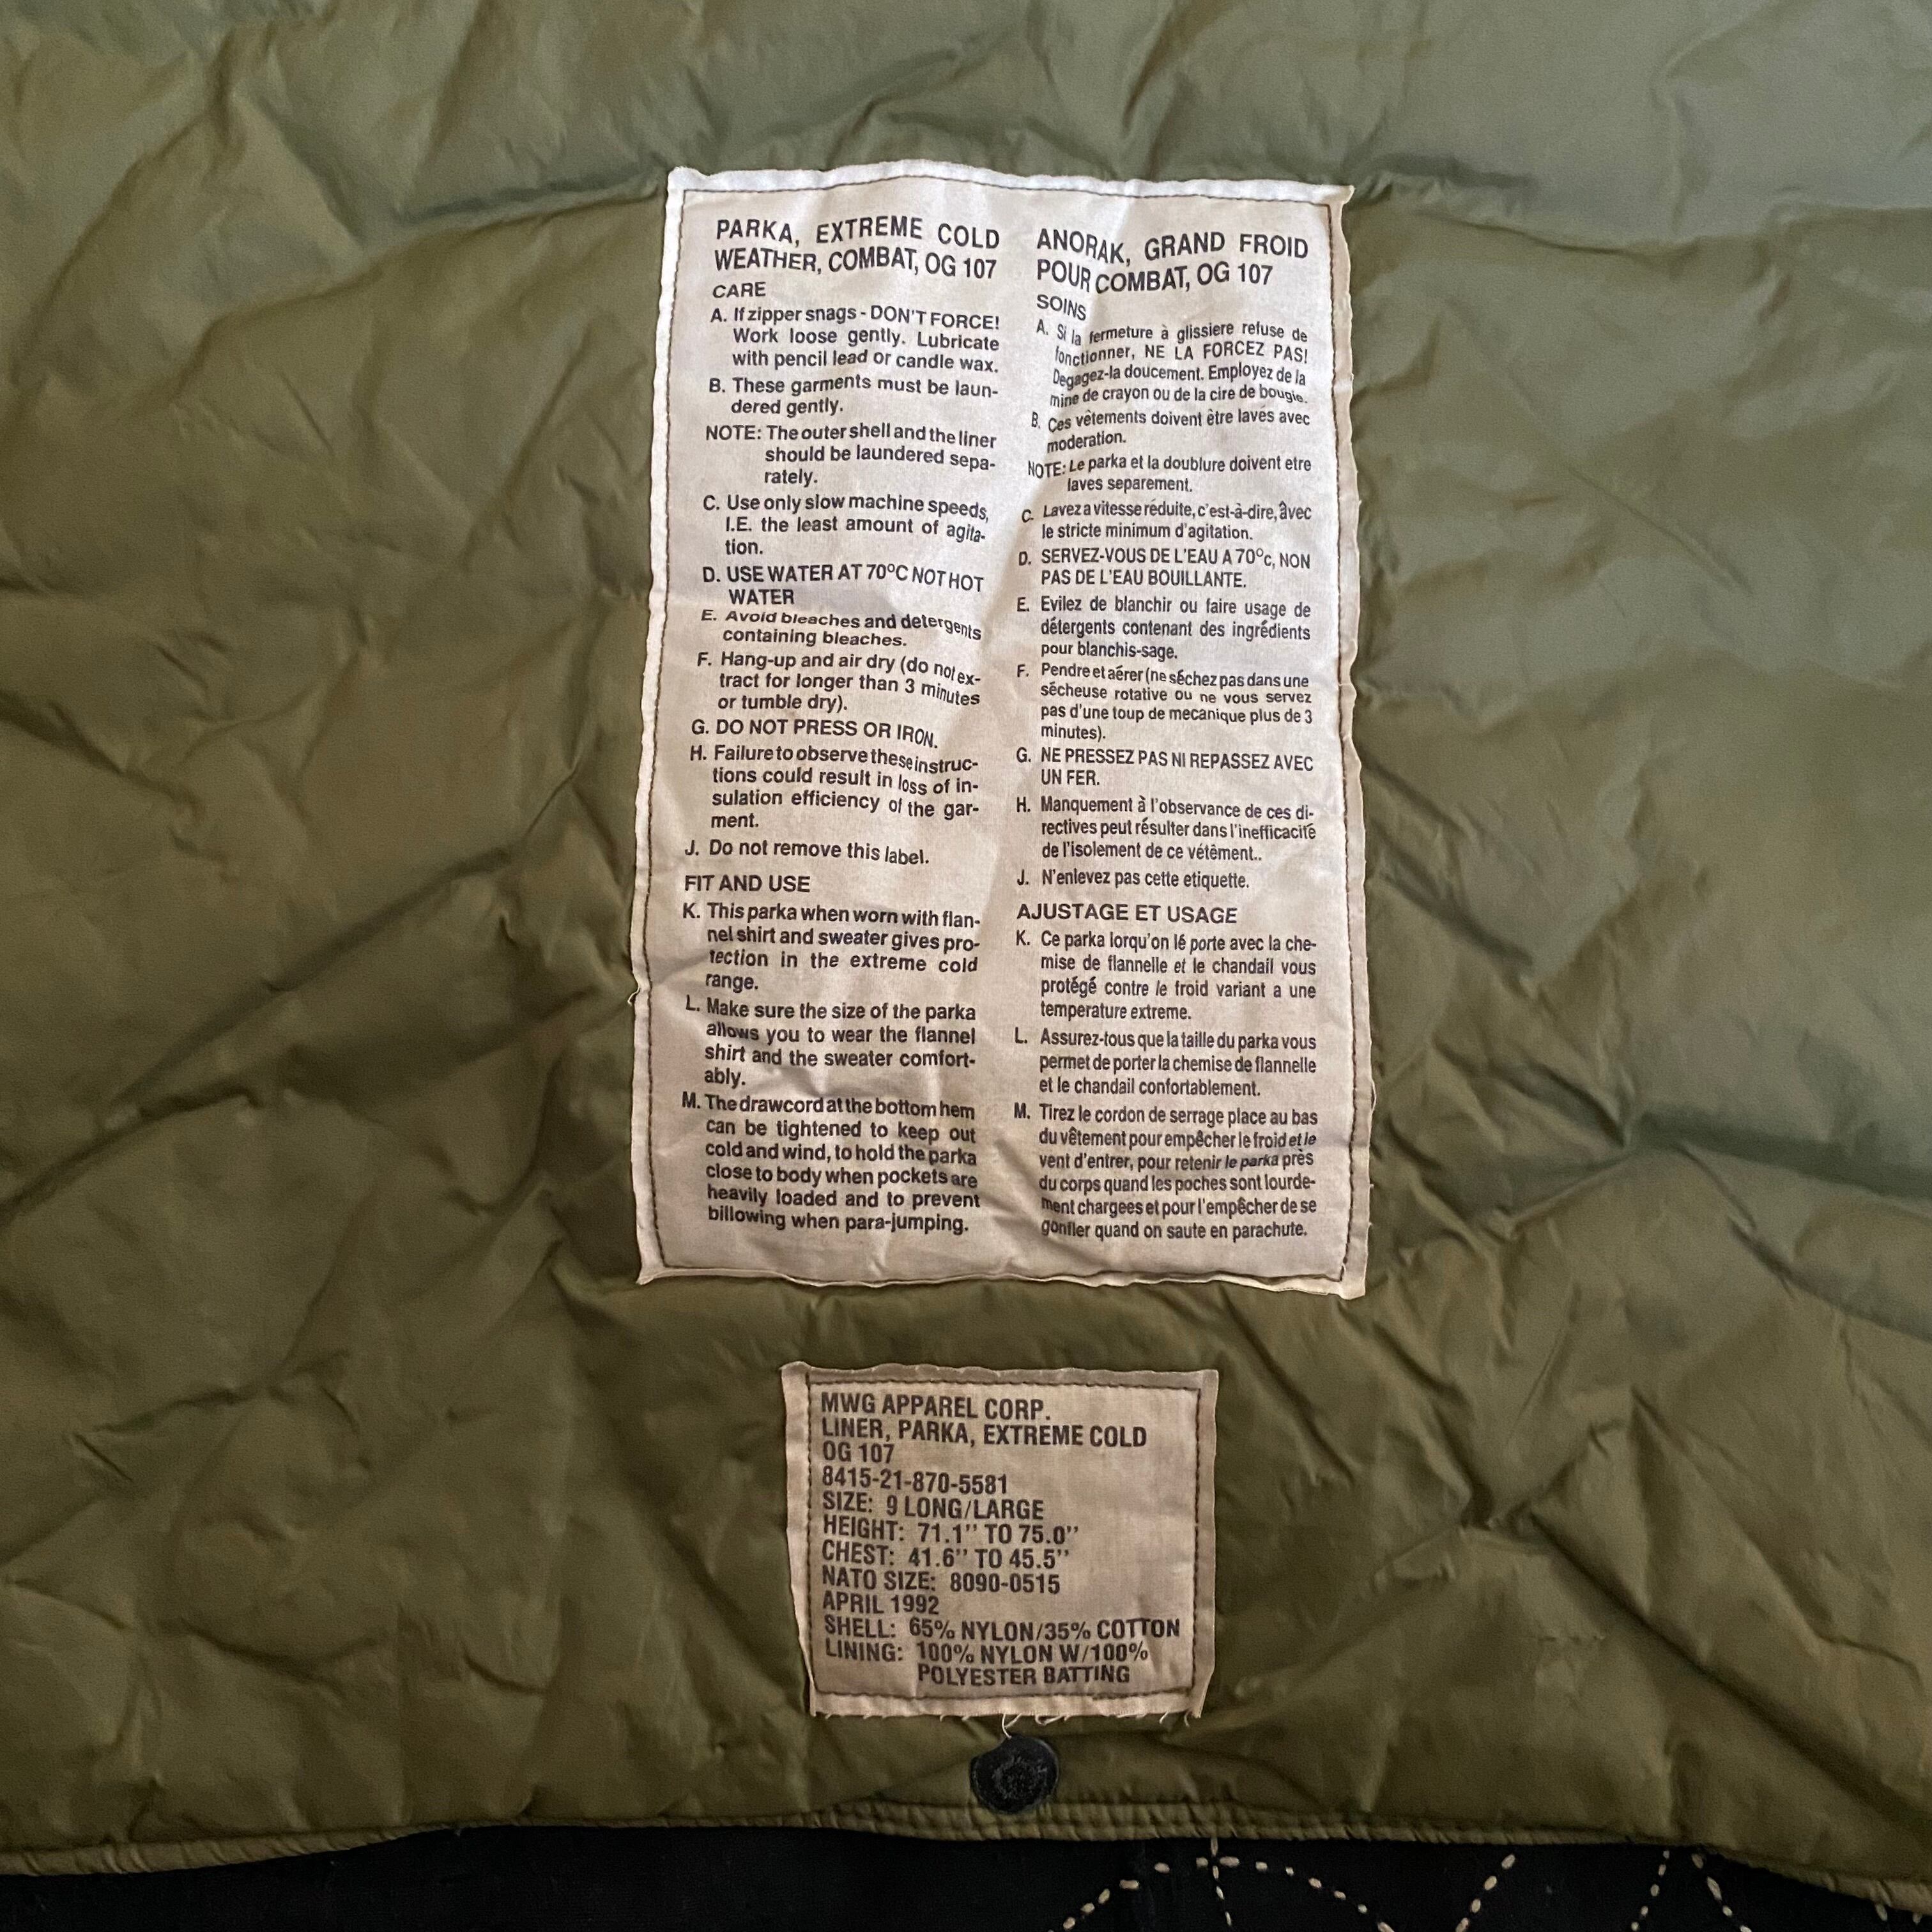 PARKA, EXTREME COLD
WEATHER, COMBAT, OG 107
CARE
A. If zipper snags - DON'T FORCE!
Work loose gently. Lubricate
with pencil lead or candle wax.
B. These garments must be laun-
dered gently.
NOTE: The outer shell and the liner
should be laundered sepa-
rately.
C. Use only slow machine speeds,
I.E. the least amount of agita-
tion.
D. USE WATER AT 70°C NOT HOT
WATER
E. Avoid bleaches and detergents
containing bleaches.
F. Hang-up and air dry (do not ex-
tract for longer than 3 minutes
or tumble dry).
G. DO NOT PRESS OR IRON.
H. Failure to observe these instruc-
tions could result in loss of in-
sulation efficiency of the gar-
ment.
J. Do not remove this label.
FIT AND USE
K. This parka when worn with flan-
nel shirt and sweater gives pro-
tection in the extreme cold
range.
L. Make sure the size of the parka
allows you to wear the flannel
shirt and the sweater comfort-
ably.
M. The drawcord at the bottom hem
can be tightened to keep out
cold and wind, to hold the parka
close to body when pockets are
heavily loaded and to prevent
billowing when para-jumping.
ANORAK, GRAND FROID
POUR COMBAT, OG 107
SOINS
A. Si la fermeture à glissiere refuse de
fonctionner, NE LA FORCEZ PAS!
Degagez-la doucement. Employez de la
mine de crayon ou de la cire de bougie.
B. Ces vêtements doivent être lavés avec
moderation.
NOTE: Le parka et la doublure doivent etre
laves separement.
C. Lavez a vitesse réduite, c'est-à-dire, âvec
le stricte minimum d'agitation.
D. SERVEZ-VOUS DE L'EAU A 70°c, NON
PAS DE L'EAU BOUILLANTE.
E. Evilez de blanchir ou faire usage de
détergents contenant des ingrédients
pour blanchis-sage.
F. Pendre et aérer (ne séchez pas dans une
sécheuse rotative ou ne vous servez
pas d'une toup de mecanique plus de 3
minutes).
G. NE PRESSEZ PAS NI REPASSEZ AVEC
UN FER.
H. Manquement à l'observance de ces di-
rectives peut résulter dans l'inefficacité
de l'isolement de ce vétêment..
J. N'enlevez pas cette etiquette.
AJUSTAGE ET USAGE
K. Ce parka lorqu'on lé porte avec la che-
mise de flannelle et le chandail vous
protégé contre le froid variant a une
temperature extreme.
L. Assurez-tous que la taille du parka vous
permet de porter la chemise de flannelle
et le chandail confortablement.
M. Tirez le cordon de serrage place au bas
du vêtement pour empêcher le froid et le
vent d'entrer, pour retenir le parka près
du corps quand les poches sont lourde-
ment chargees et pour l'empêcher de se
gonfler quand on saute en parachute.
MWG APPAREL CORP.
LINER, PARKA, EXTREME COLD
OG 107
8415-21-870-5581
SIZE: 9 LONG/LARGE
HEIGHT: 71.1" TO 75.0"
CHEST: 41.6" TO 45.5"
NATO SIZE: 8090-0515
APRIL 1992
SHELL: 65% NYLON/35% COTTON
LINING: 100% NYLON W/100%
POLYESTER BATTING